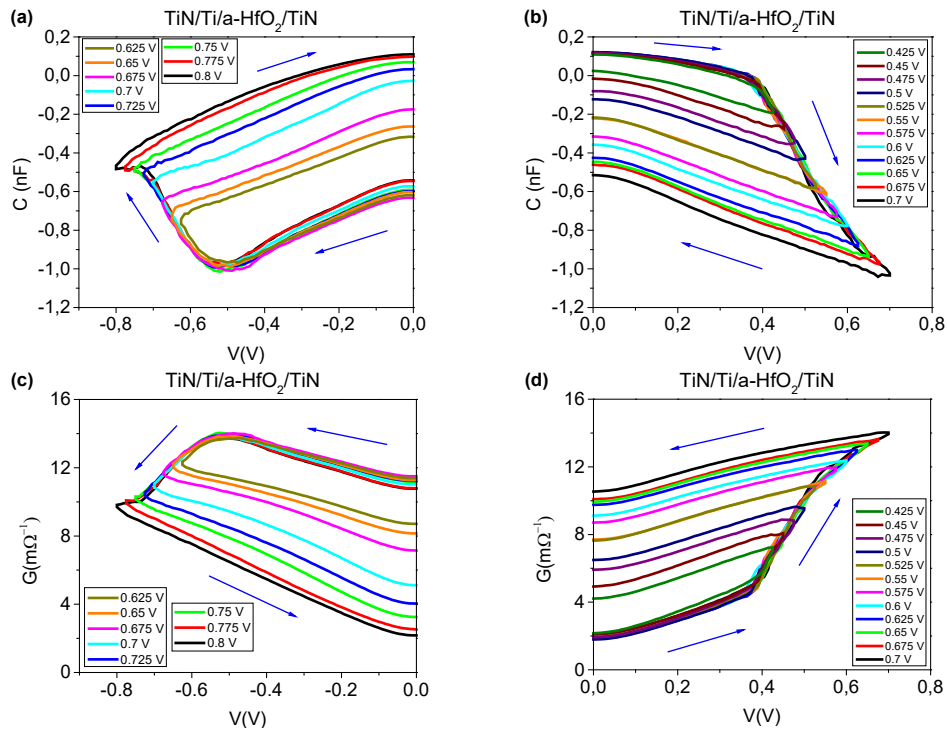 (a)
TiN/Ti/a-HfO2/TiN
0,2
0,0
-0,2
-0,4
-0,6
-0,8
-1,0
-1,2
C (nF)
0.625 V
0.65 V
0.675 V
0.7 V
0.725 V
0.75 V
0.775 V
0.8 V
-0,8
-0,6
-0,4
-0,2
0,0
V(V)
(b)
TiN/Ti/a-HfO2/TiN
0,2
0,0
-0,2
-0,4
-0,6
-0,8
-1,0
-1,2
C (nF)
0.425 V
0.45 V
0.475 V
0.5 V
0.525 V
0.55 V
0.575 V
0.6 V
0.625 V
0.65 V
0.675 V
0.7 V
0,0
0,2
0,4
0,6
0,8
V(V)
(c)
TiN/Ti/a-HfO2/TiN
16
12
8
4
0
G(mΩ−1)
0.625 V
0.65 V
0.675 V
0.7 V
0.725 V
0.75 V
0.775 V
0.8 V
-0.8
-0.6
-0.4
-0.2
0.0
V(V)
(d)
TiN/Ti/a-HfO2/TiN
16
12
8
4
0
G(mΩ−1)
0.425 V
0.45 V
0.475 V
0.5 V
0.525 V
0.55 V
0.575 V
0.6 V
0.625 V
0.65 V
0.675 V
0.7 V
0.0
0.2
0.4
0.6
0.8
V(V)